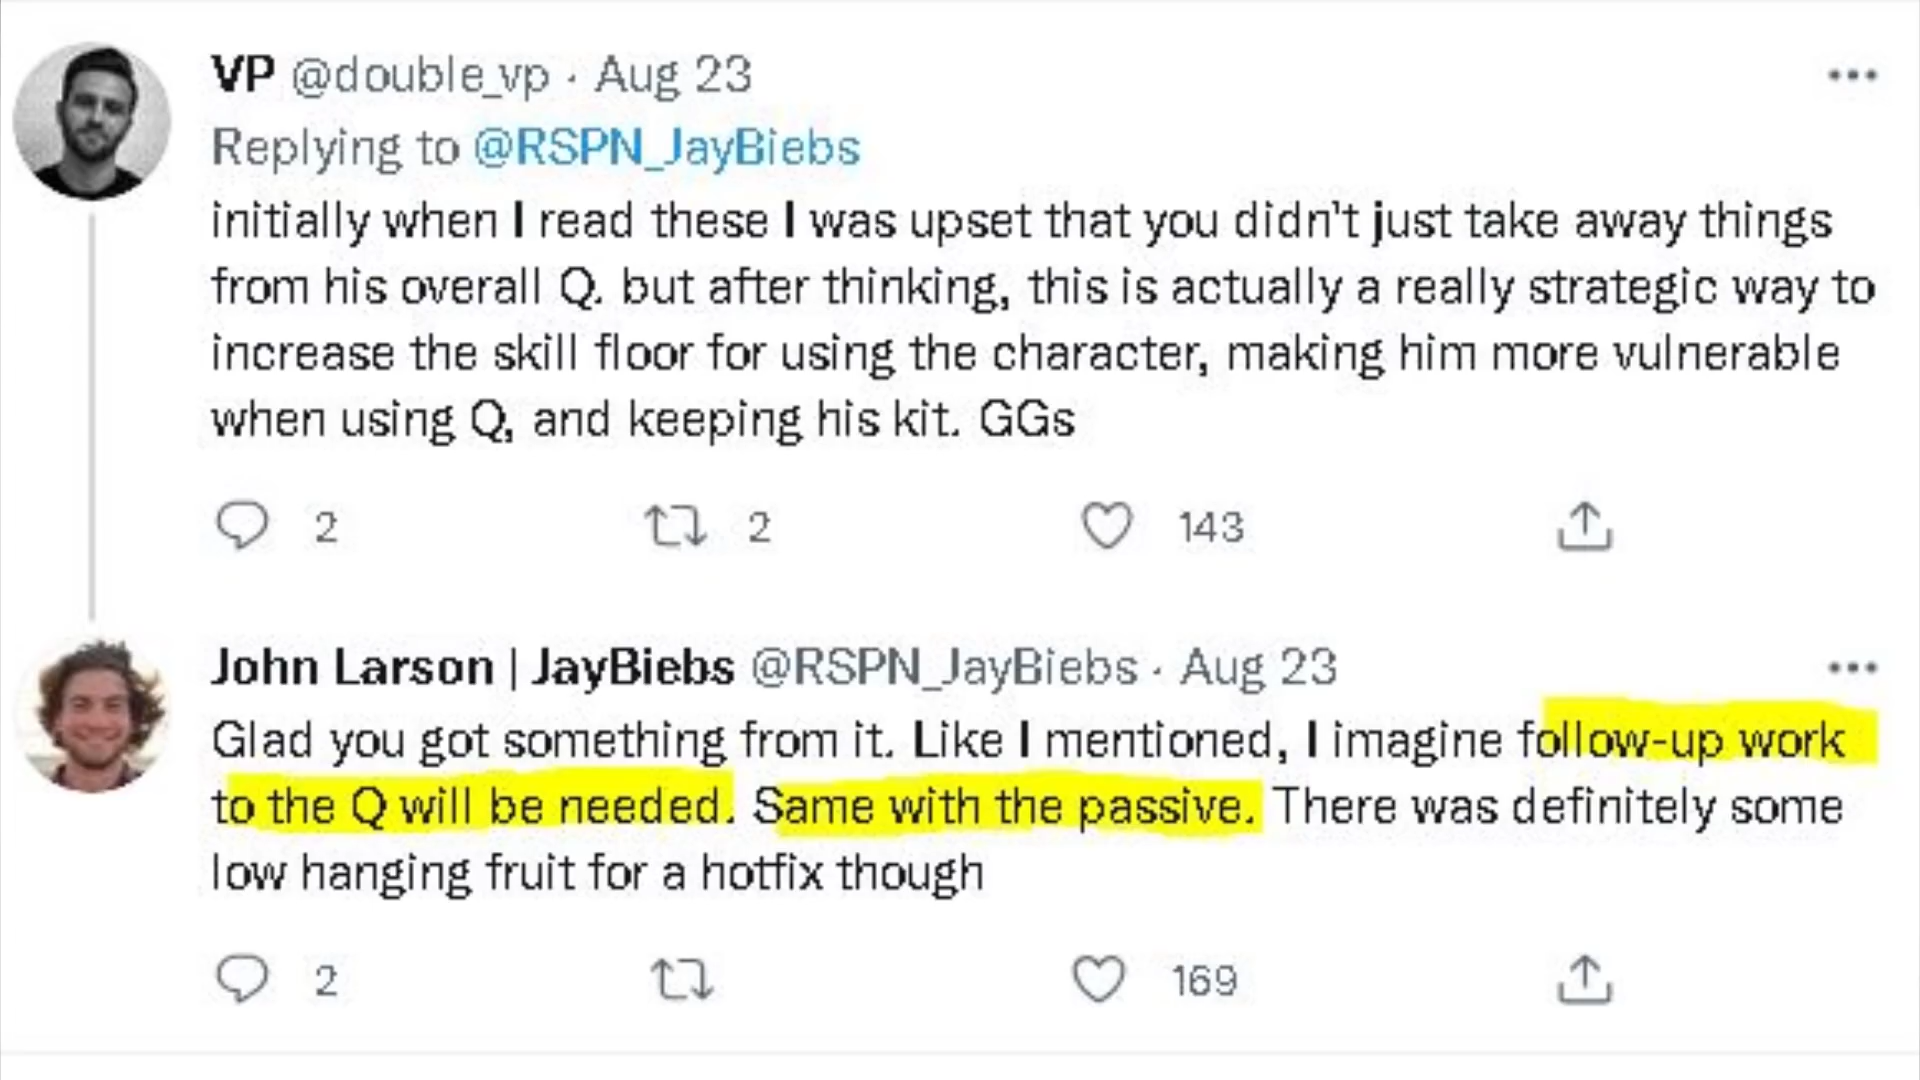 VP @double_vp · Aug 23
Replying to @RSPN_JayBiebs
initially when I read these I was upset that you didn't just take away things
from his overall Q. but after thinking, this is actually a really strategic way to
increase the skill floor for using the character, making him more vulnerable
when using Q, and keeping his kit. GGs
2 2 143
John Larson | JayBiebs @RSPN_JayBiebs · Aug 23
Glad you got something from it. Like I mentioned, I imagine follow-up work
to the Q will be needed. Same with the passive. There was definitely some
low hanging fruit for a hotfix though
2 169